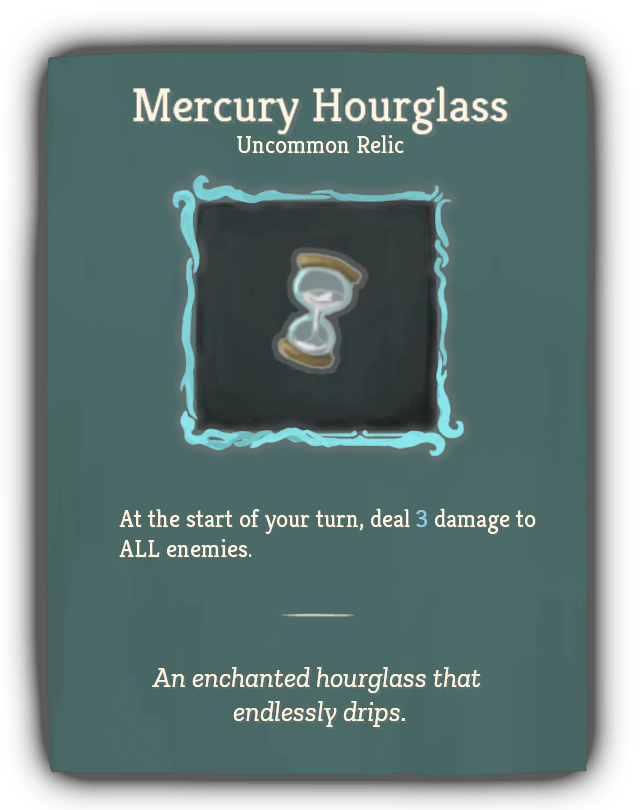 Mercury Hourglass
Uncommon Relic
At the start of your turn, deal 3 damage to
ALL enemies.
An enchanted hourglass that
endlessly drips.